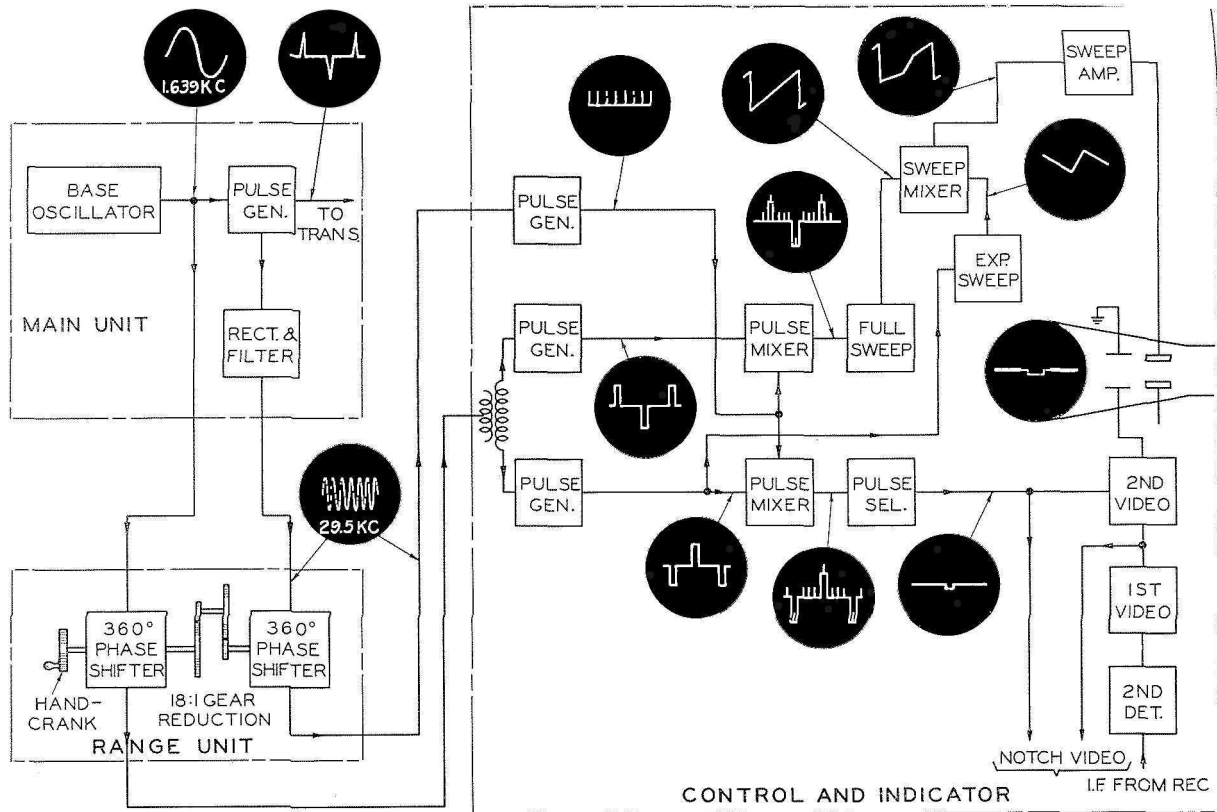 1.639KC
BASE
OSCILLATOR
PULSE
GEN.
TO
TRANS.
MAIN UNIT
RECT.&
FILTER
29.5 KC
360°
PHASE
SHIFTER
360°
PHASE
SHIFTER
HAND-
CRANK
18:1 GEAR
REDUCTION
RANGE UNIT
PULSE
GEN.
PULSE
GEN.
PULSE
GEN.
PULSE
MIXER
FULL
SWEEP
PULSE
MIXER
PULSE
SEL.
SWEEP
MIXER
SWEEP
AMP.
EXP.
SWEEP
2ND
VIDEO
1ST
VIDEO
2ND
DET.
NOTCH VIDEO
I.F. FROM REC
CONTROL AND INDICATOR